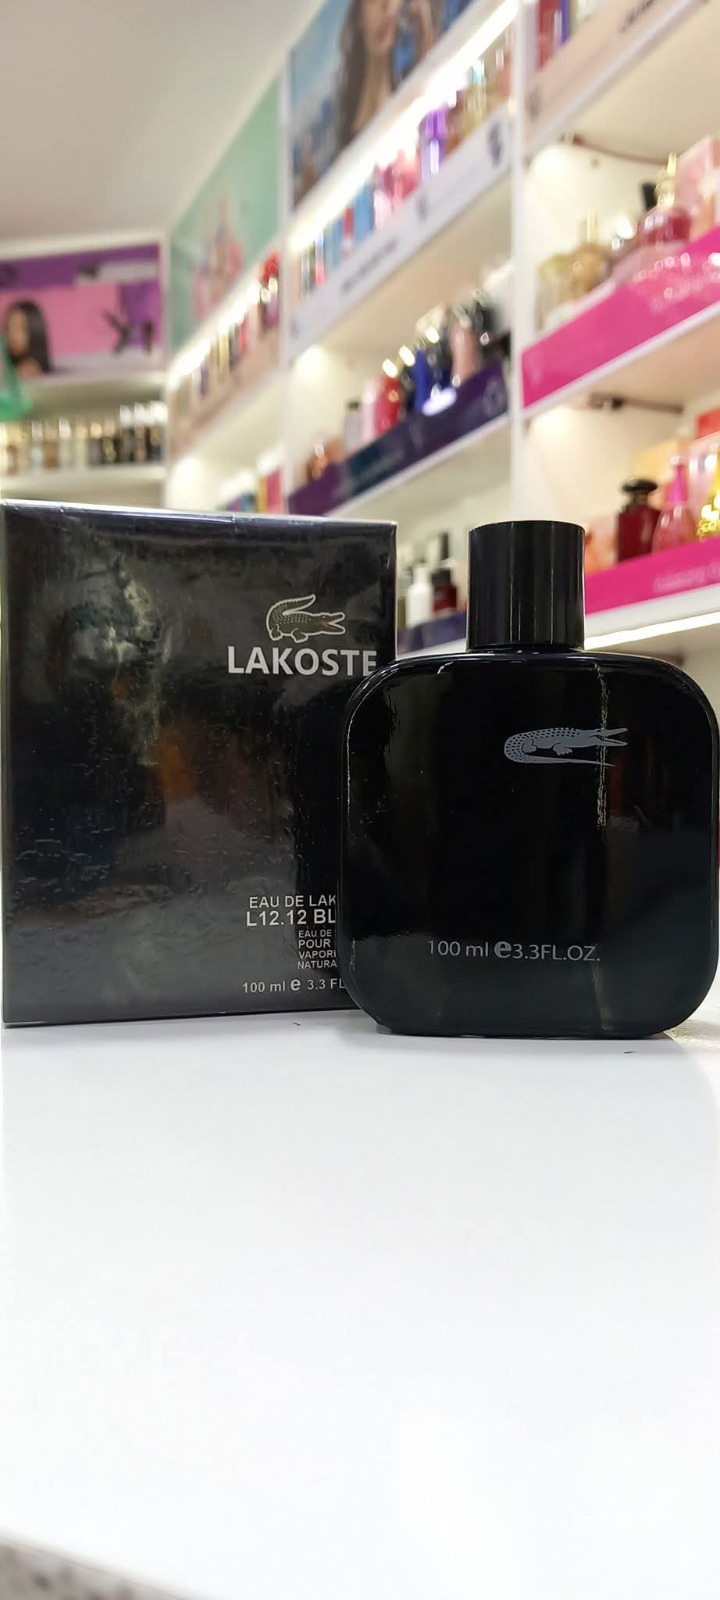 LAKOSTE
EAU DE LAK
L12.12 BL
EAU DE
POUR
VAPORI
NATURA
100 ml e 3.3 FL
100 ml e3.3FL.OZ.